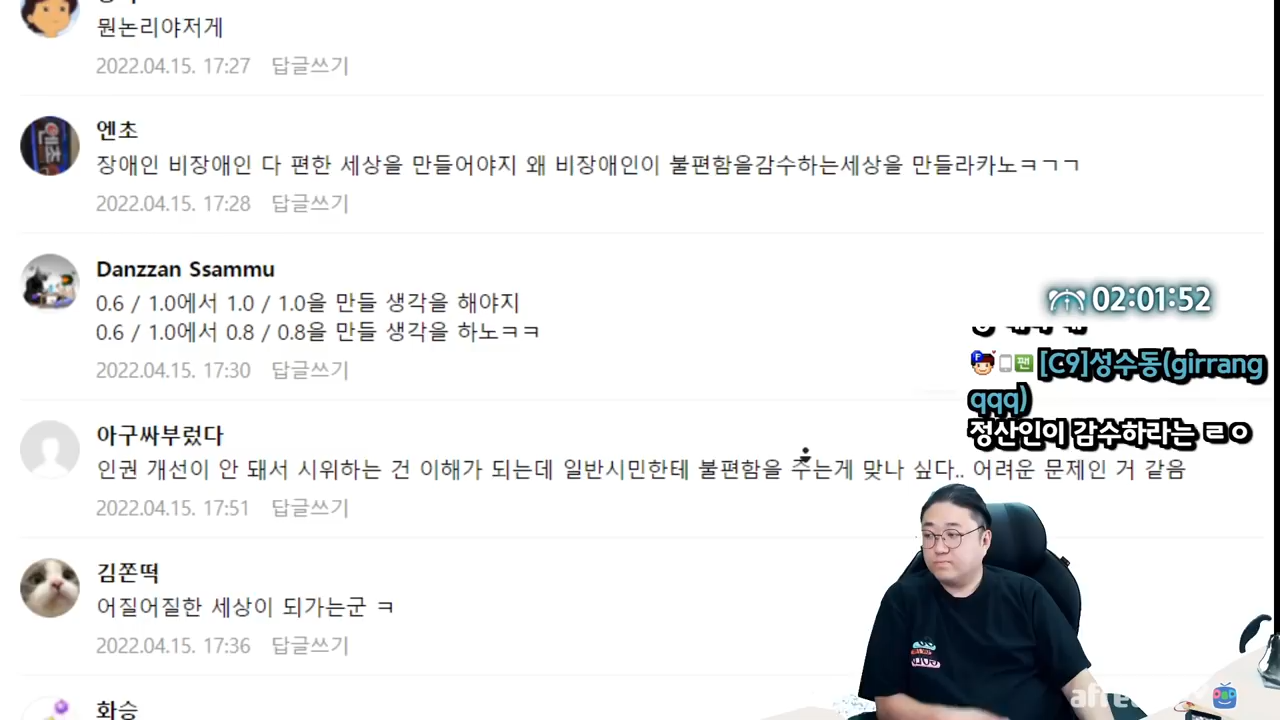 뭔논리야저게
2022.04.15. 17:27 답글쓰기
엔초
장애인 비장애인 다 편한 세상을 만들어야지 왜 비장애인이 불편함을감수하는세상을 만들라카노ㅋㄱㄱ
2022.04.15. 17:28 답글쓰기
Danzzan Ssammu
0.6 / 1.0에서 1.0 / 1.0을 만들 생각을 해야지
0.6 / 1.0에서 0.8 / 0.8을 만들 생각을 하노ㅋㅋ
2022.04.15. 17:30 답글쓰기
02:01:52
팬 [C9]성수동(girrang
qqq)
정산인이 감수하라는 ㄹㅇ
아구싸부렀다
인권 개선이 안 돼서 시위하는 건 이해가 되는데 일반시민한테 불편함을 주는게 맞나 싶다.. 어려운 문제인 거 같음
2022.04.15. 17:51 답글쓰기
김쫀떡
어질어질한 세상이 되가는군 ㅋ
2022.04.15. 17:36 답글쓰기
화승